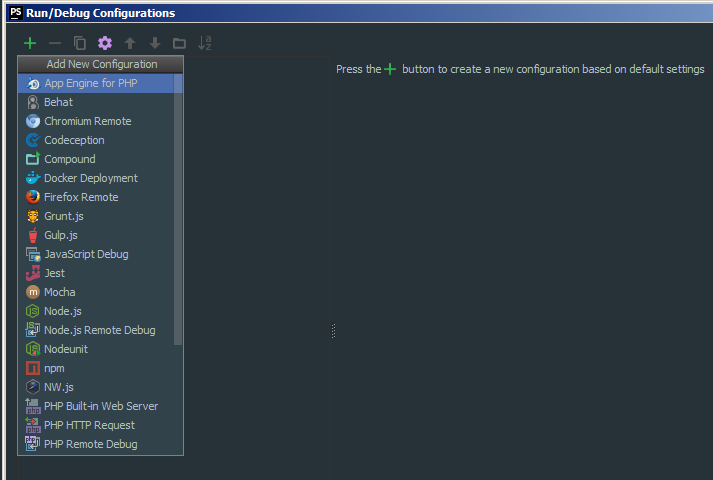 PS Run/Debug Configurations
Add New Configuration
Press the + button to create a new configuration based on default settings
App Engine for PHP
Behat
Chromium Remote
Codeception
Compound
Docker Deployment
Firefox Remote
Grunt.js
Gulp.js
JavaScript Debug
Jest
Mocha
Node.js
Node.js Remote Debug
Nodeunit
npm
NW.js
PHP Built-in Web Server
PHP HTTP Request
PHP Remote Debug